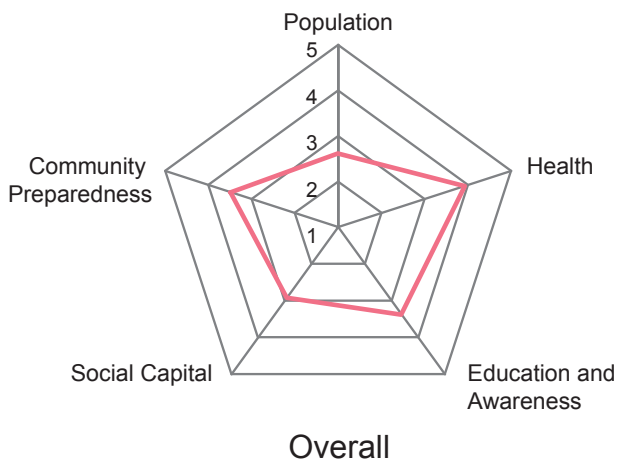 Population
5
4
3
2
1
Community
Preparedness
Health
Social Capital
Education and
Awareness
Overall